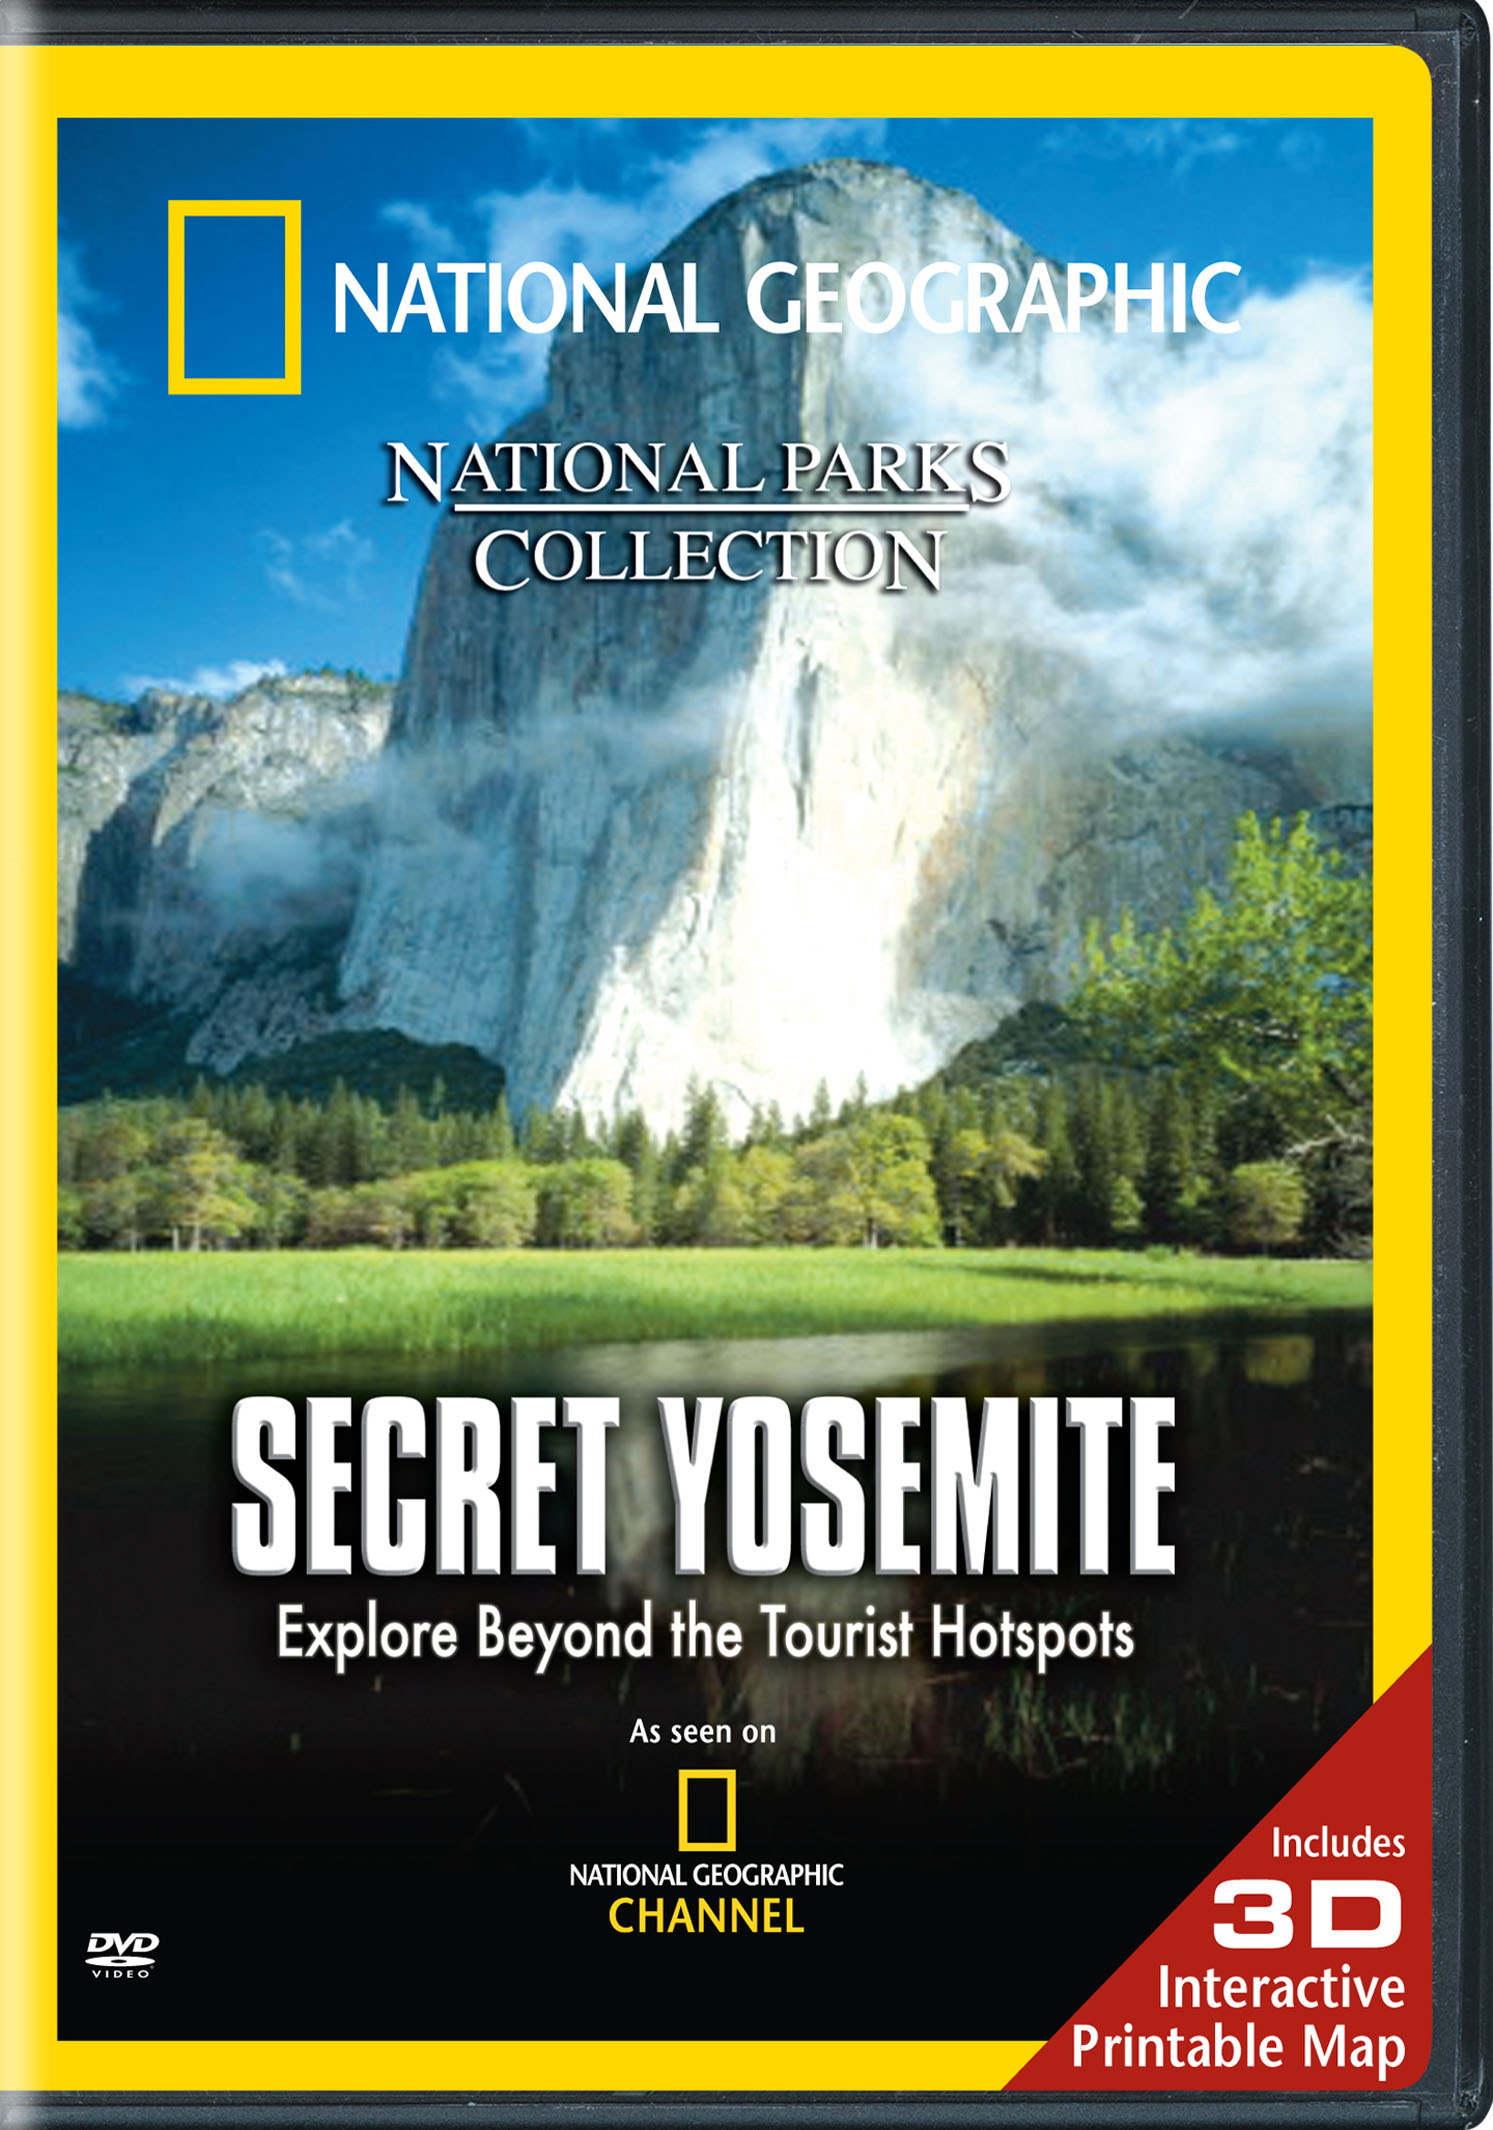 NATIONAL GEOGRAPHIC
NATIONAL PARKS
COLLECTION
SECRET YOSEMITE
Explore Beyond the Tourist Hotspots
As seen on
NATIONAL GEOGRAPHIC
CHANNEL
DVD
VIDEO
Includes
3D
Interactive
Printable Map